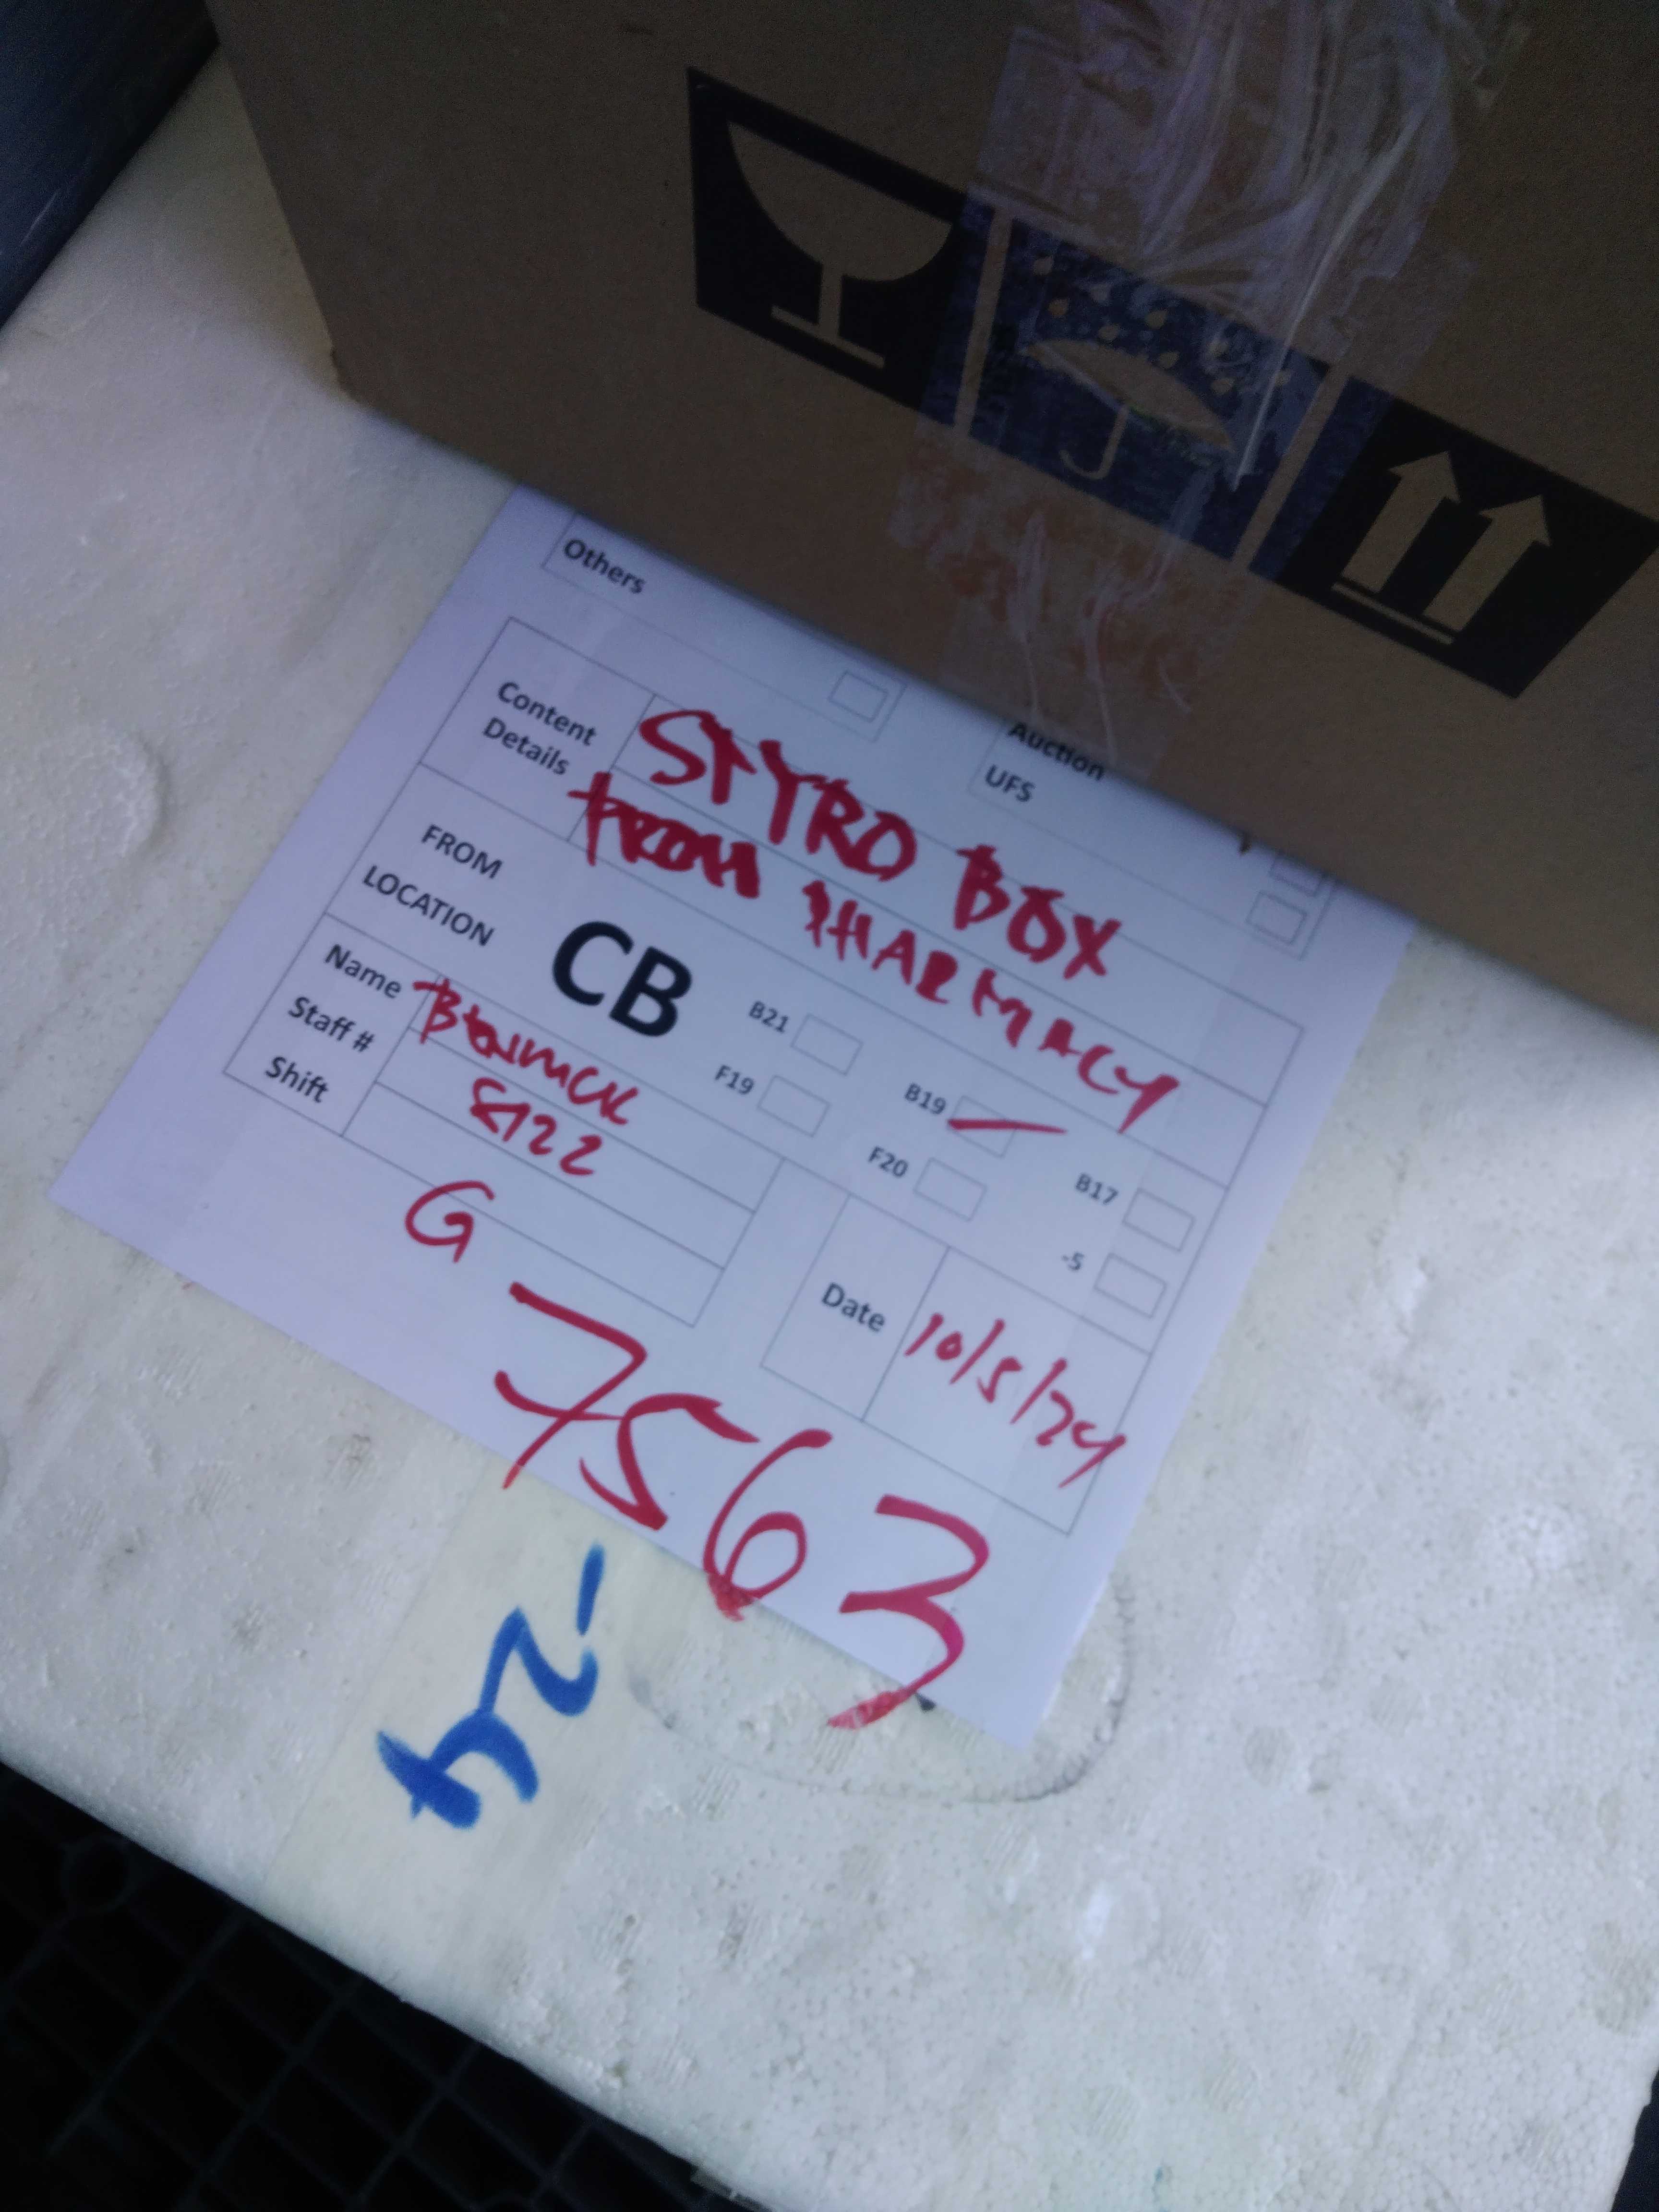 Others
Auction
UFS
Content Details
STYRO BOX
FROM PHARMACY
FROM LOCATION
CB
B21
B19
B17
F19
F20
-5
Name
Staff #
Shift G
Date 10/5/24
7563
-24